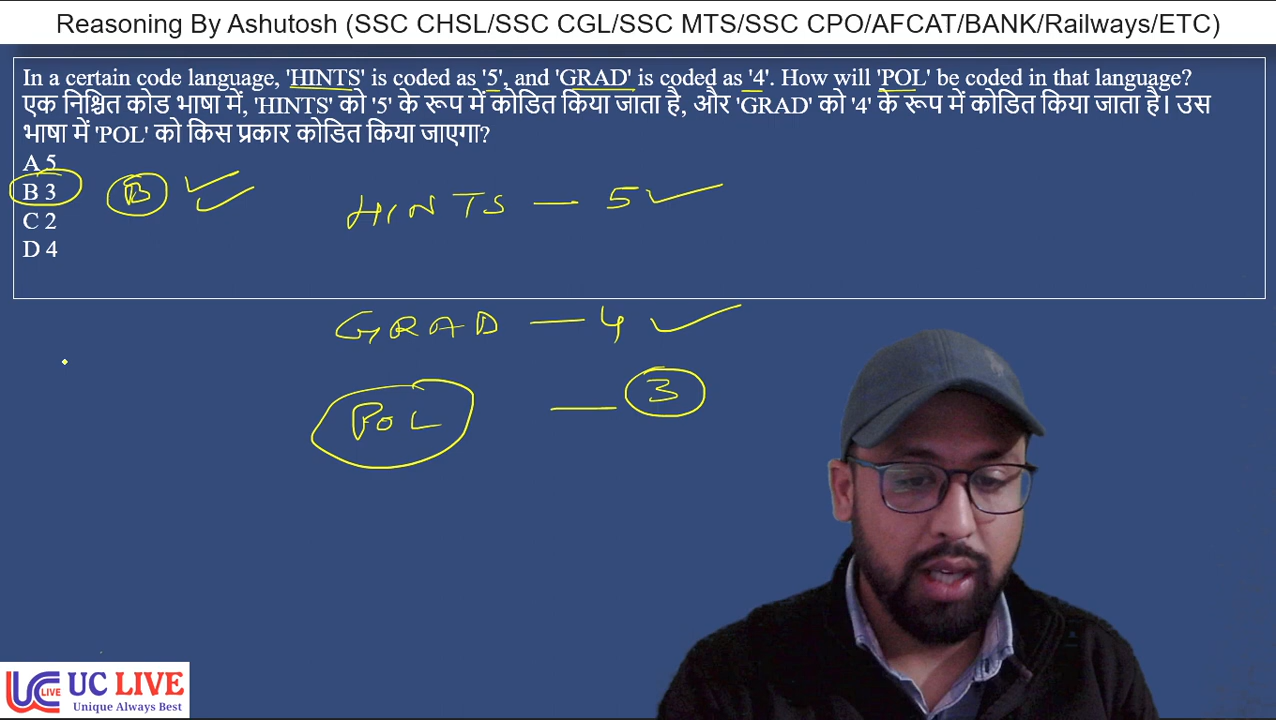 Reasoning By Ashutosh (SSC CHSL/SSC CGL/SSC MTS/SSC CPO/AFCAT/BANK/Railways/ETC)
In a certain code language, 'HINTS' is coded as '5', and 'GRAD' is coded as '4'. How will 'POL' be coded in that language?
एक निश्चित कोड भाषा में, 'HINTS' को '5' के रूप में कोडित किया जाता है, और 'GRAD' को '4' के रूप में कोडित किया जाता है। उस
भाषा में 'POL' को किस प्रकार कोडित किया जाएगा?
A 5
B 3
B
C 2
D 4
HINTS — 5
GRAD — 4
POL — 3
UC LIVE
LIVE
Unique Always Best